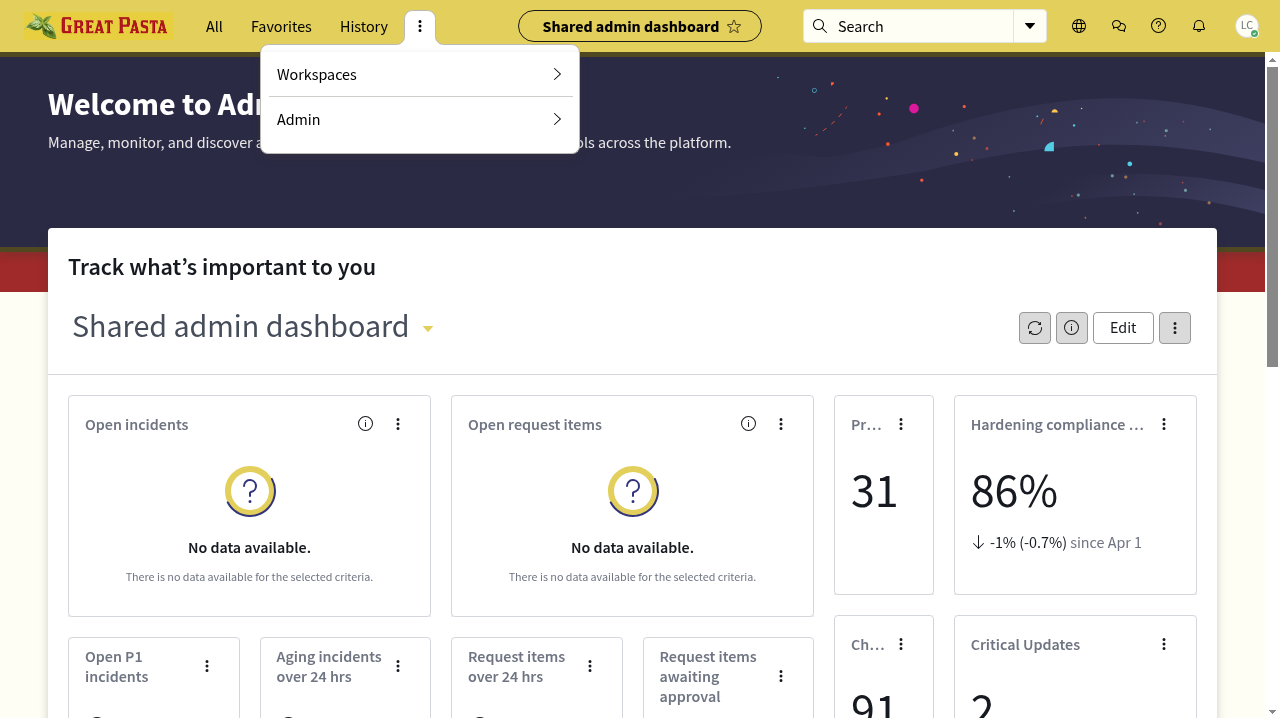 GREAT PASTA
All
Favorites
History
Shared admin dashboard
Search
LC
Workspaces
Admin
Welcome to Ad
Manage, monitor, and discover
ols across the platform.
Track what's important to you
Shared admin dashboard
Edit
Open incidents
No data available.
There is no data available for the selected criteria.
Open request items
No data available.
There is no data available for the selected criteria.
Pr...
31
Hardening compliance ...
86%
-1% (-0.7%) since Apr 1
Open P1
incidents
Aging incidents
over 24 hrs
Request items
over 24 hrs
Request items
awaiting
approval
Ch...
91
Critical Updates
2